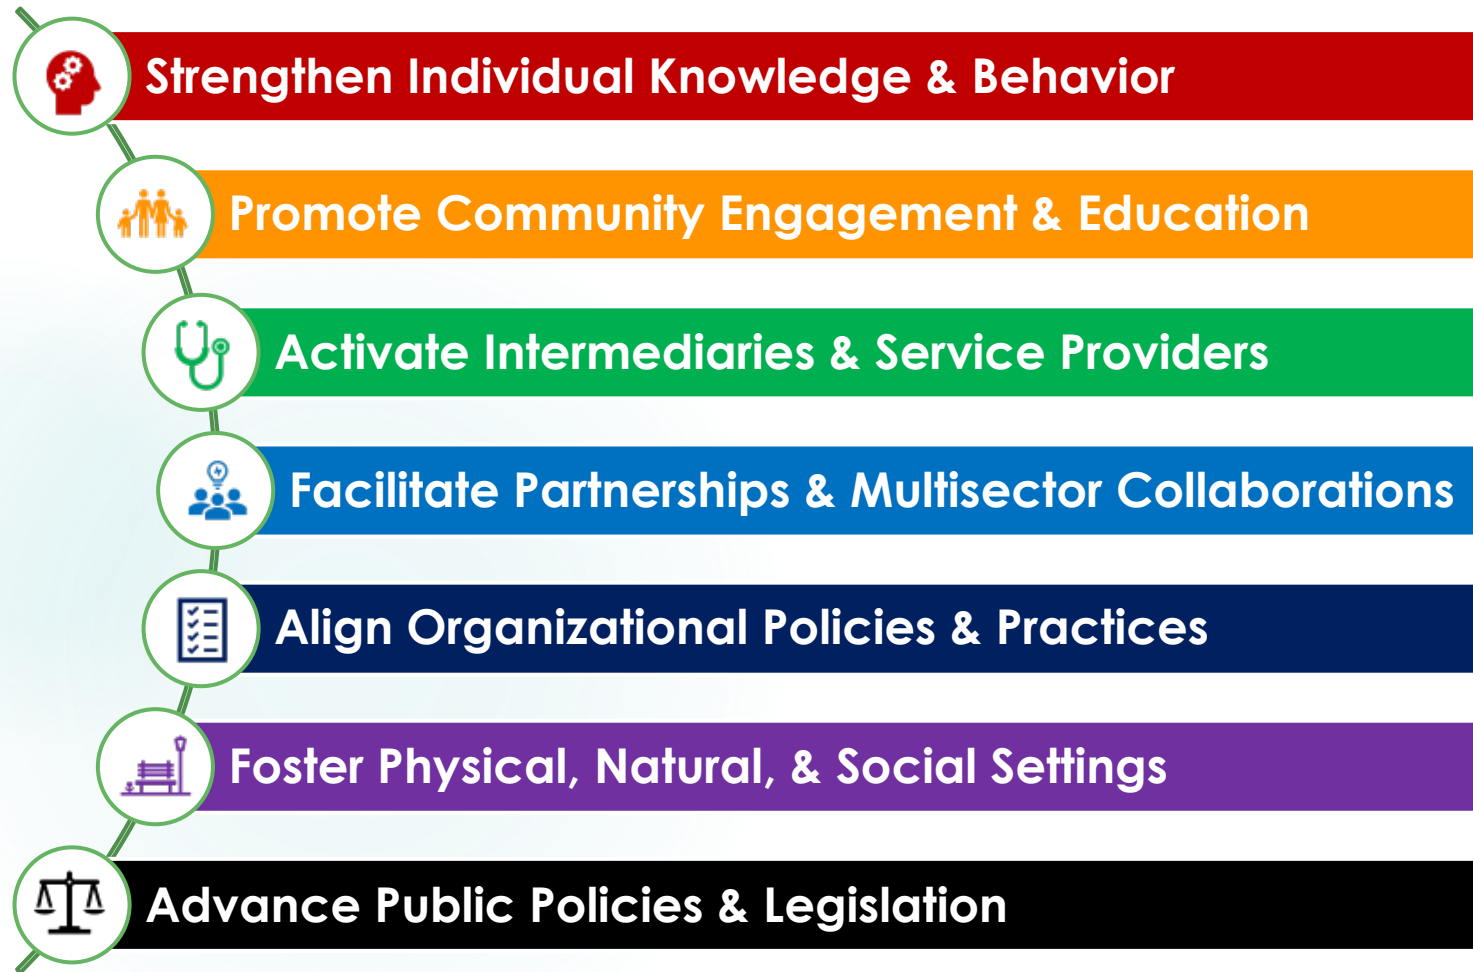 Strengthen Individual Knowledge & Behavior
Promote Community Engagement & Education
Activate Intermediaries & Service Providers
Facilitate Partnerships & Multisector Collaborations
Align Organizational Policies & Practices
Foster Physical, Natural, & Social Settings
Advance Public Policies & Legislation